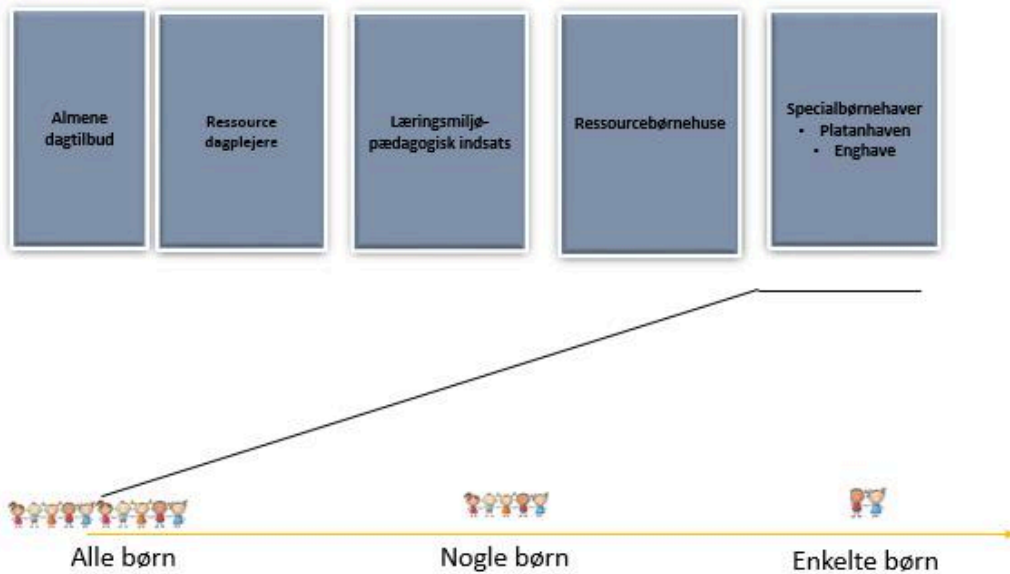 Almene
dagtilbud
Ressource
dagplejere
Læringsmiljø-
pædagogisk indsats
Ressourcebørnehuse
Specialbørnehaver
• Platanhaven
• Enghave
Alle børn
Nogle børn
Enkelte børn